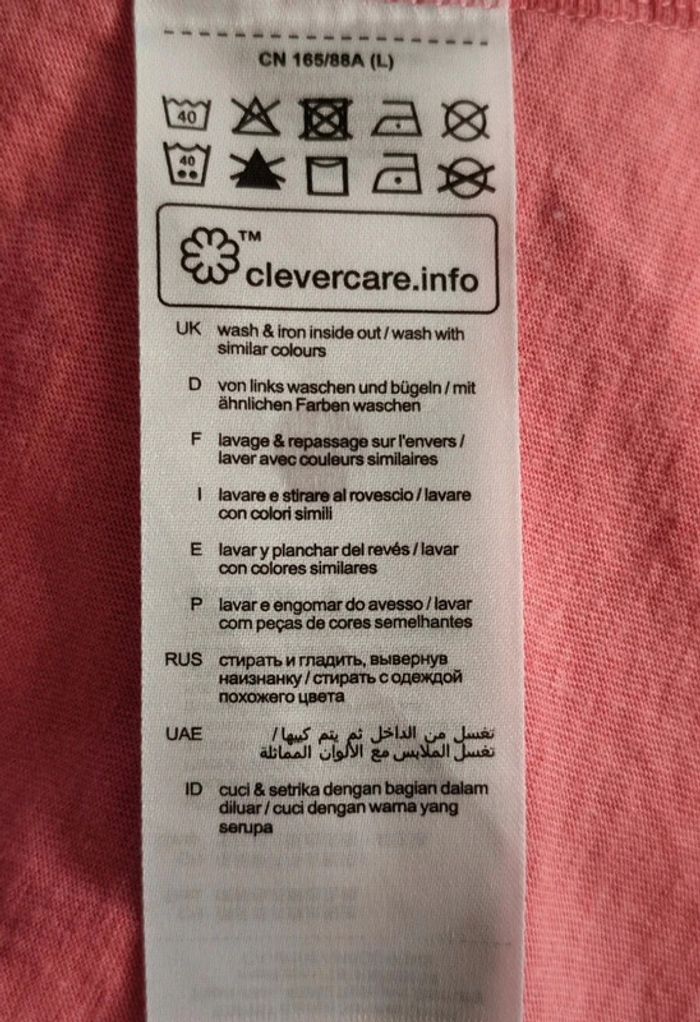 CN 165/88A (L)
40
40
TM
clevercare.info
UK wash & iron inside out / wash with
similar colours
D von links waschen und bügeln / mit
ähnlichen Farben waschen
F lavage & repassage sur l'envers /
laver avec couleurs similaires
I lavare e stirare al rovescio / lavare
con colori simili
E lavar y planchar del revés / lavar
con colores similares
P lavar e engomar do avesso / lavar
com peças de cores semelhantes
RUS стирать и гладить, вывернув
наизнанку / стирать с одеждой
похожего цвета
UAE تغسل من الداخل ثم يتم كيها /
تغسل الملابس مع الألوان المماثلة
ID cuci & setrika dengan bagian dalam
diluar / cuci dengan warna yang
serupa